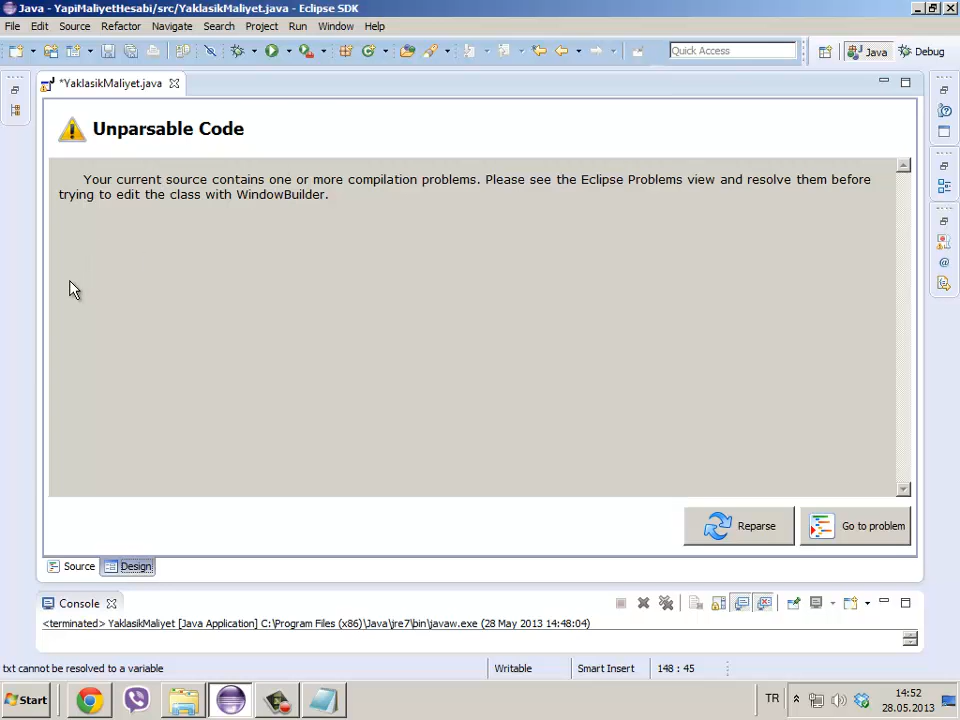 Java - YapiMaliyetHesabi/src/YaklasikMaliyet.java - Eclipse SDK
File Edit Source Refactor Navigate Search Project Run Window Help
Quick Access
Java
Debug
*YaklasikMaliyet.java
Unparsable Code
Your current source contains one or more compilation problems. Please see the Eclipse Problems view and resolve them before
trying to edit the class with WindowBuilder.
Reparse
Go to problem
Source
Design
Console
<terminated> YaklasikMaliyet [Java Application] C:\Program Files (x86)\Java\jre7\bin\javaw.exe (28 May 2013 14:48:04)
txt cannot be resolved to a variable
Writable
Smart Insert
148 : 45
Start
TR
14:52
28.05.2013